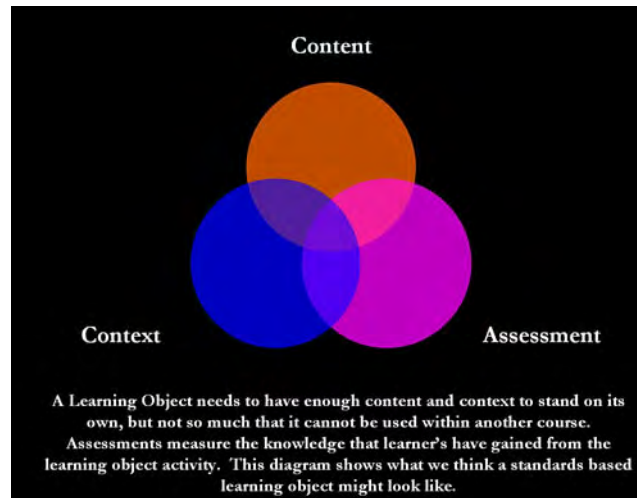 Content
Context
Assessment
A Learning Object needs to have enough content and context to stand on its
own, but not so much that it cannot be used within another course.
Assessments measure the knowledge that learner's have gained from the
learning object activity. This diagram shows what we think a standards based
learning object might look like.